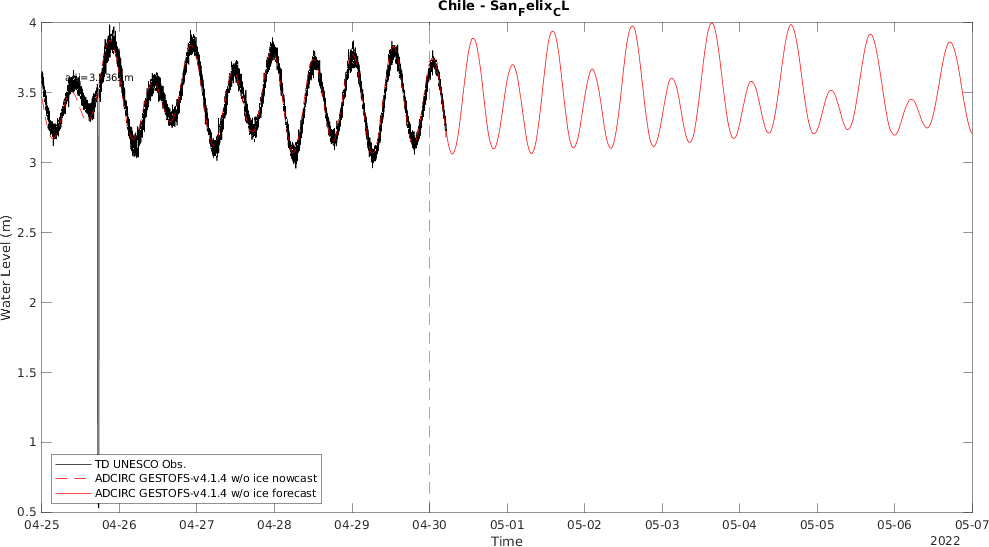 Chile - San_Felix_CL
4
3.5
3
2.5
2
1.5
1
0.5
Water Level (m)
TD UNESCO Obs.
ADCIRC GESTOFS-v4.1.4 w/o ice nowcast
ADCIRC GESTOFS-v4.1.4 w/o ice forecast
04-25 04-26 04-27 04-28 04-29 04-30 05-01 05-02 05-03 05-04 05-05 05-06 05-07
Time
2022